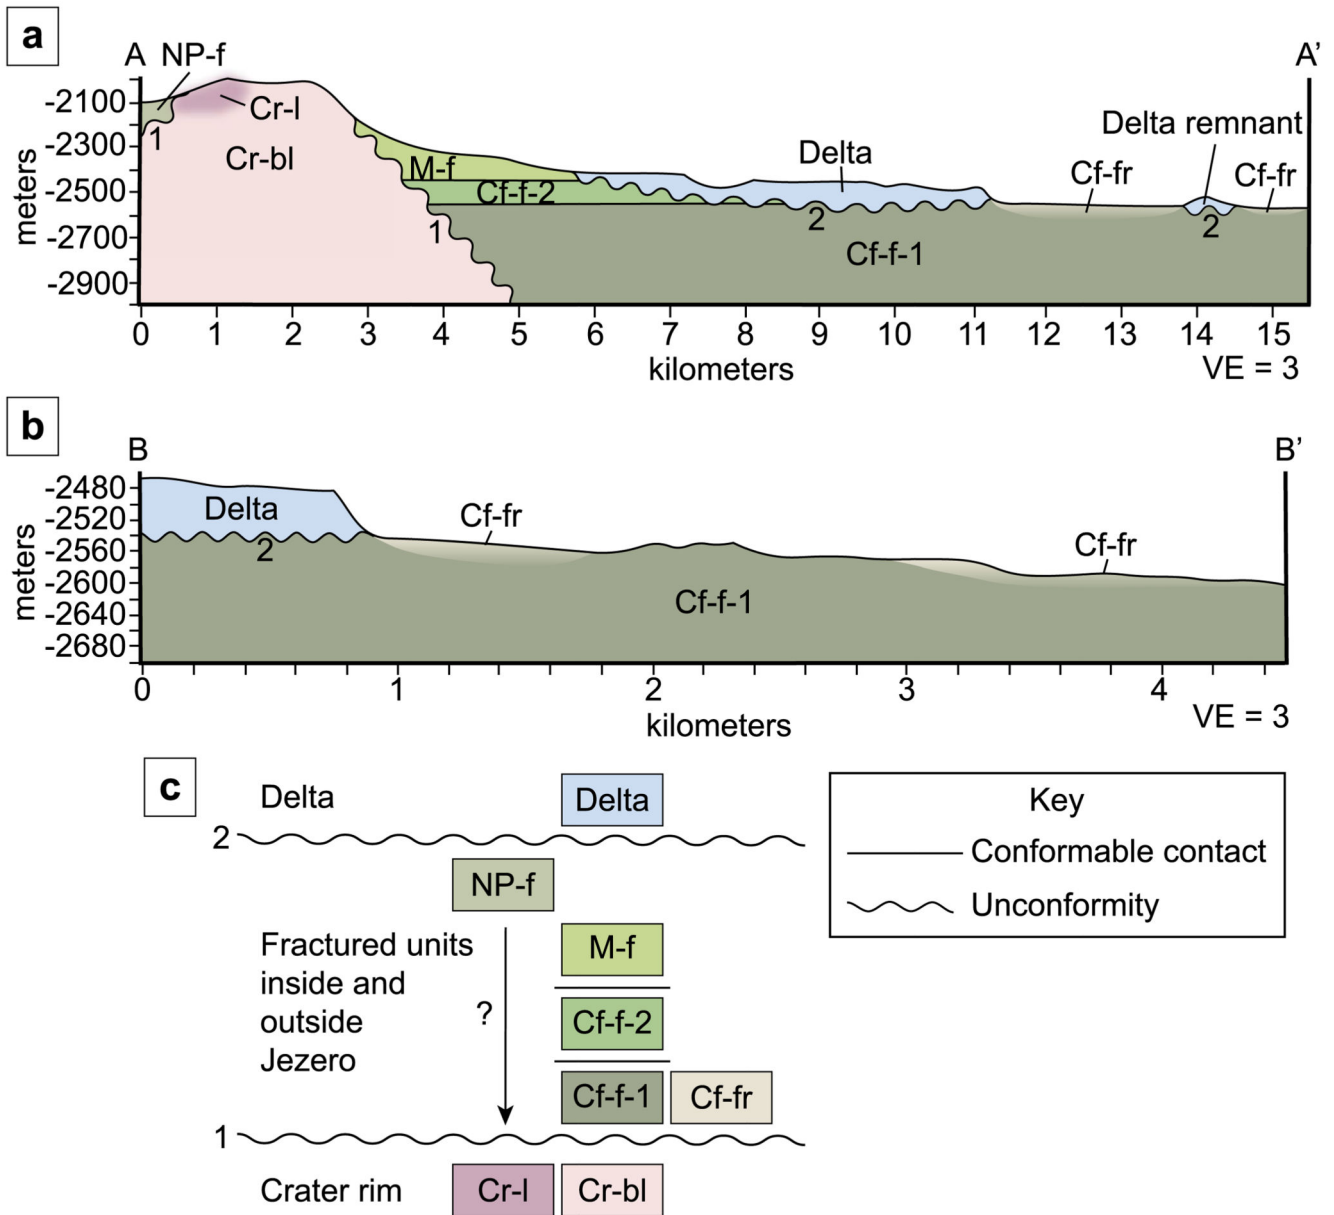 a
A
NP-f
A'
-2100
Cr-l
Delta remnant
1
-2300
Cr-bl
Delta
M-f
Cf-fr
Cf-fr
-2500
Cf-f-2
meters
1
2
2
-2700
Cf-f-1
-2900
0 1 2 3 4 5 6 7 8 9 10 11 12 13 14 15
kilometers
VE = 3
b
B
B'
-2480
Delta
Cf-fr
-2520
2
Cf-fr
-2560
meters
-2600
Cf-f-1
-2640
-2680
0 1 2 3 4
kilometers
VE = 3
c
Delta
Delta
2
NP-f
Fractured units
inside and
outside
Jezero
?
M-f
Cf-f-2
Cf-f-1
Cf-fr
1
Crater rim
Cr-l
Cr-bl
Key
Conformable contact
Unconformity